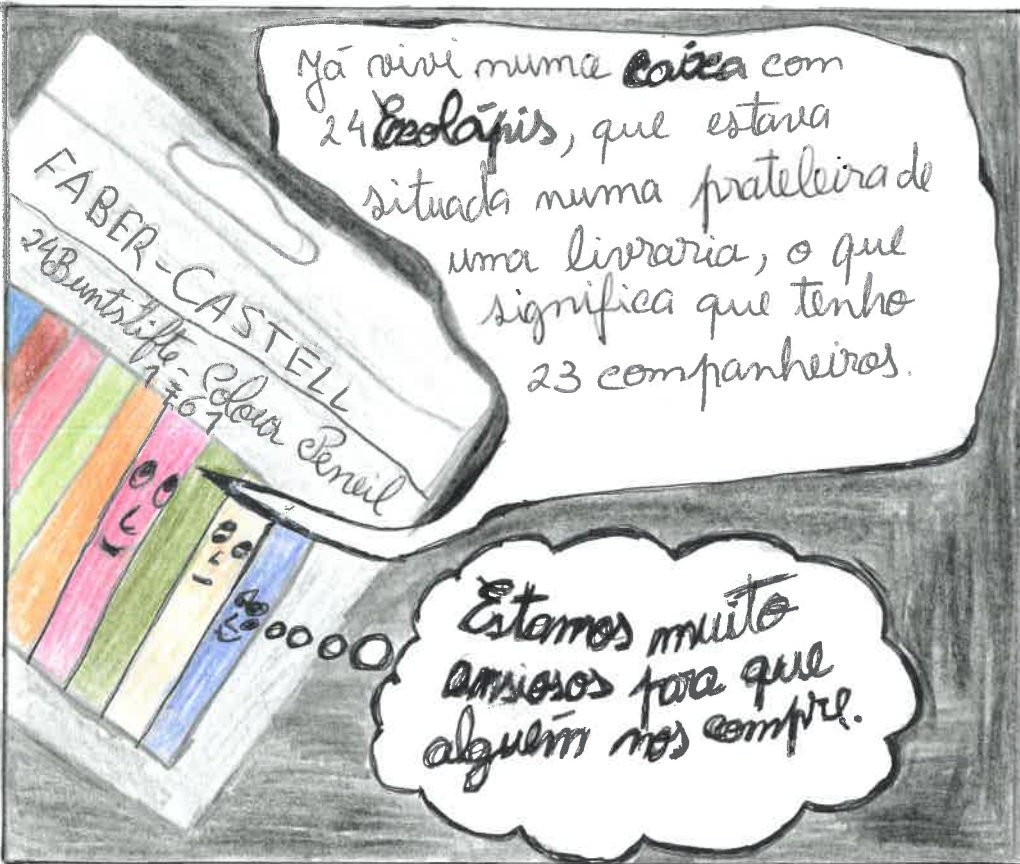 Já vivi numa caixa com
24 Ecolápis, que estava
situada numa prateleira de
uma livraria, o que
significa que tenho
23 companheiros.
FABER-CASTELL
24 Buntstifte - Colour Pencil
1761
Estamos muito
ansiosos para que
alguém nos compre.